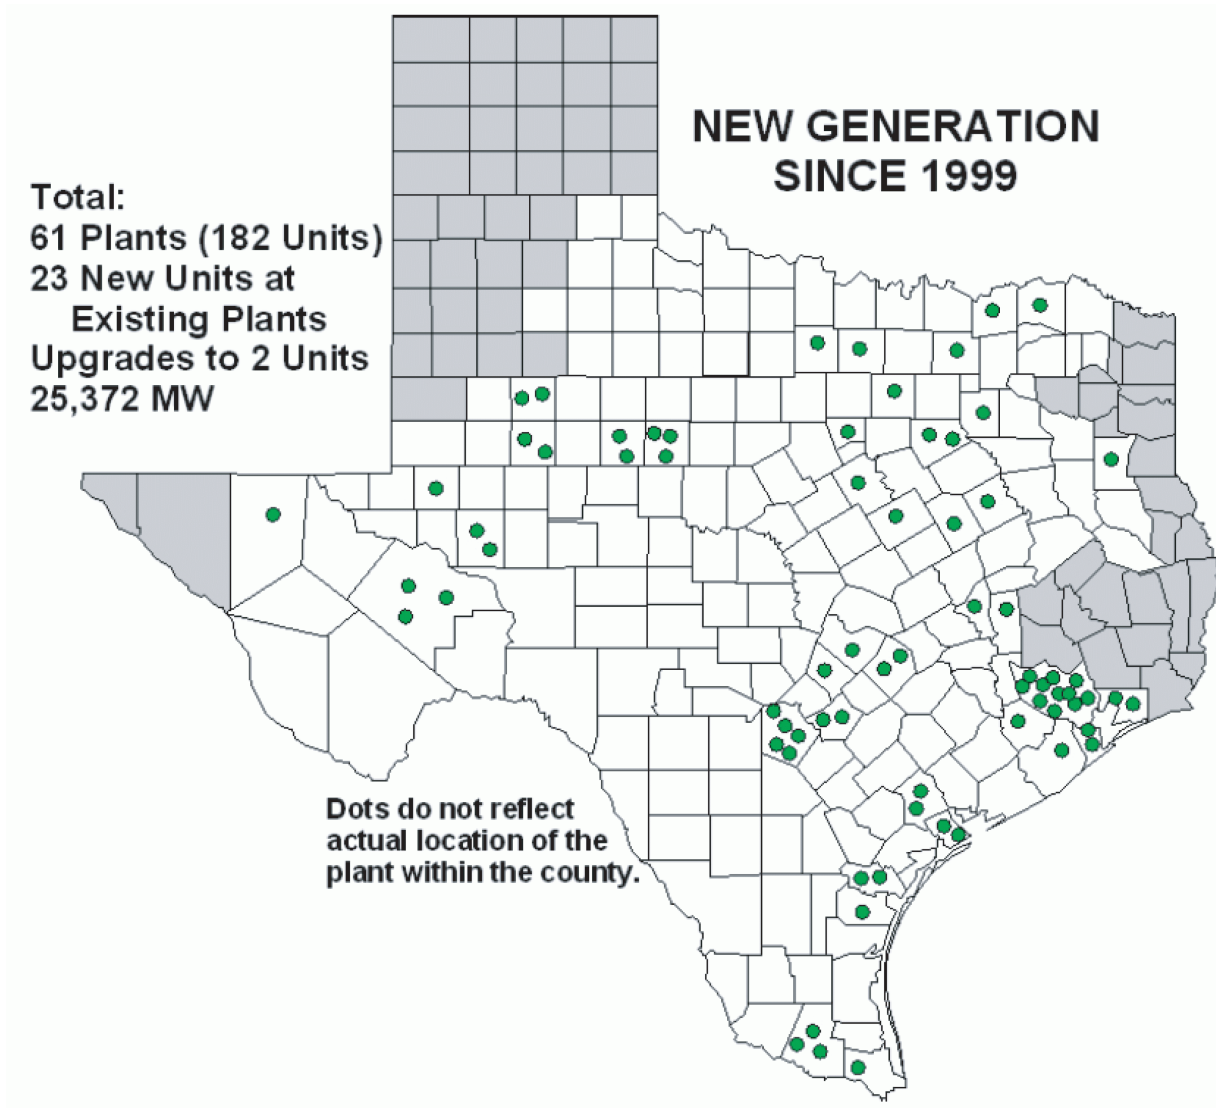 NEW GENERATION
SINCE 1999
Total:
61 Plants (182 Units)
23 New Units at
Existing Plants
Upgrades to 2 Units
25,372 MW
Dots do not reflect
actual location of the
plant within the county.